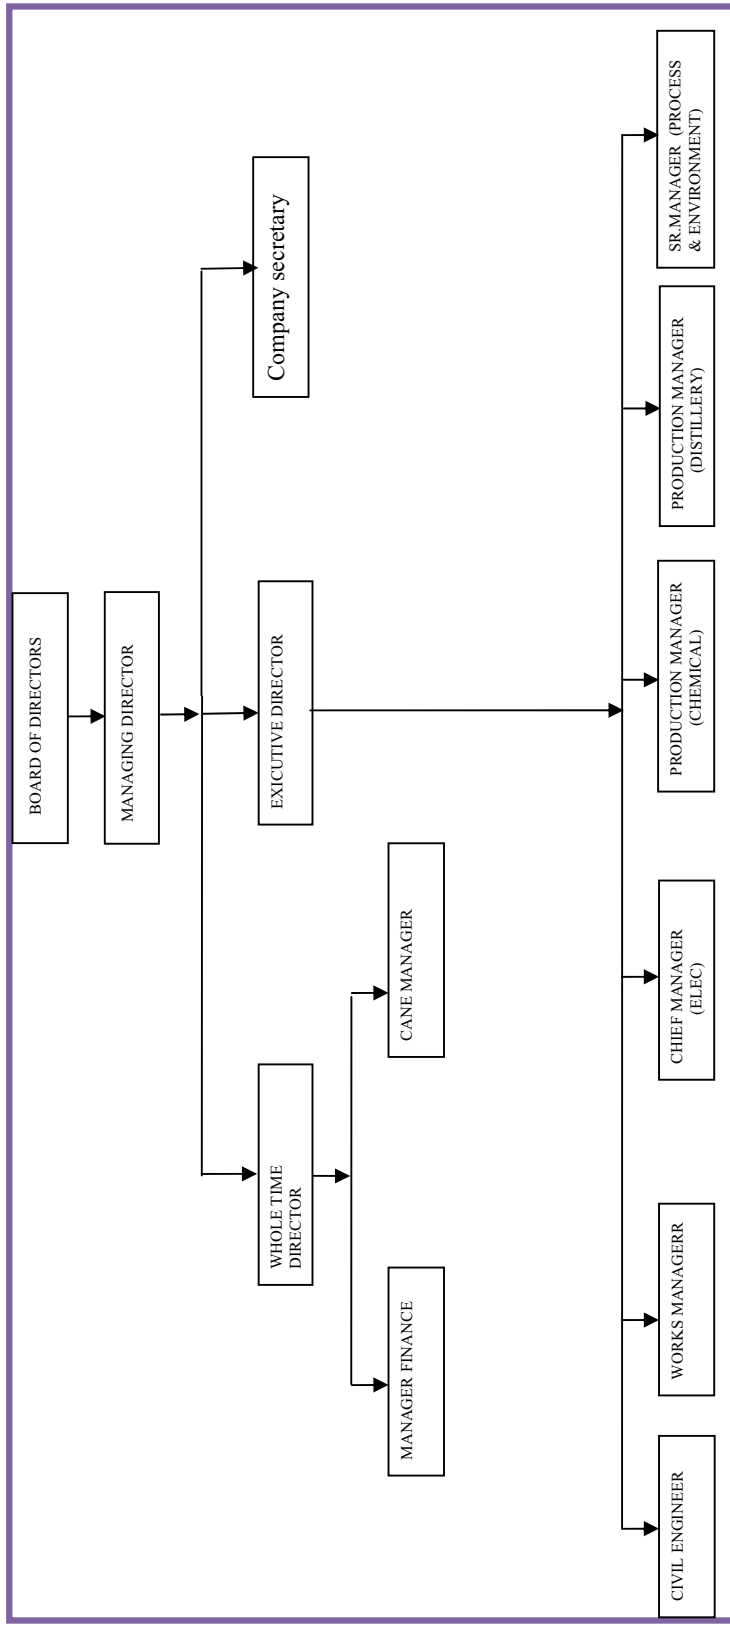 BOARD OF DIRECTORS
MANAGING DIRECTOR
WHOLE TIME
DIRECTOR
EXICUTIVE DIRECTOR
Company secretary
MANAGER FINANCE
CANE MANAGER
CIVIL ENGINEER
WORKS MANAGERR
CHIEF MANAGER
(ELEC)
PRODUCTION MANAGER
(CHEMICAL)
PRODUCTION MANAGER
(DISTILLERY)
SR.MANAGER (PROCESS
& ENVIRONMENT)